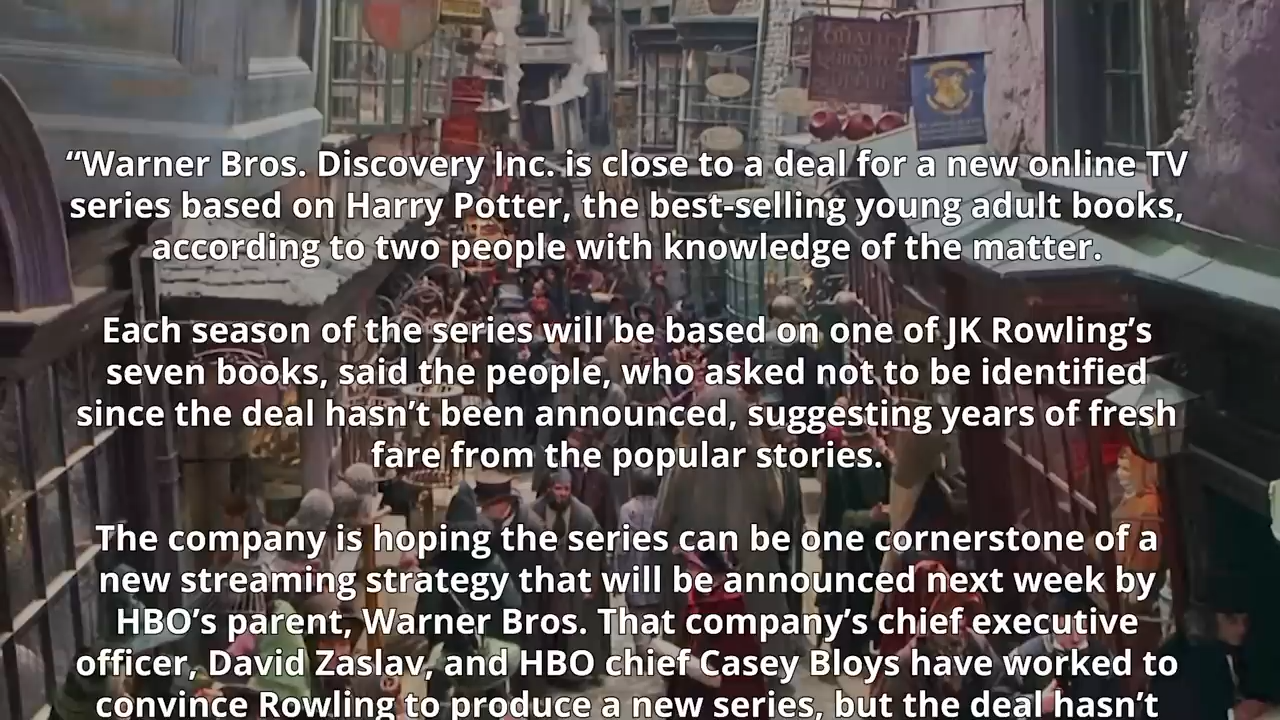 QUALITY
QUIDDITCH
SUPPLIES
“Warner Bros. Discovery Inc. is close to a deal for a new online TV
series based on Harry Potter, the best-selling young adult books,
according to two people with knowledge of the matter.
Each season of the series will be based on one of JK Rowling’s
seven books, said the people, who asked not to be identified
since the deal hasn’t been announced, suggesting years of fresh
fare from the popular stories.
The company is hoping the series can be one cornerstone of a
new streaming strategy that will be announced next week by
HBO’s parent, Warner Bros. That company’s chief executive
officer, David Zaslav, and HBO chief Casey Bloys have worked to
convince Rowling to produce a new series, but the deal hasn’t